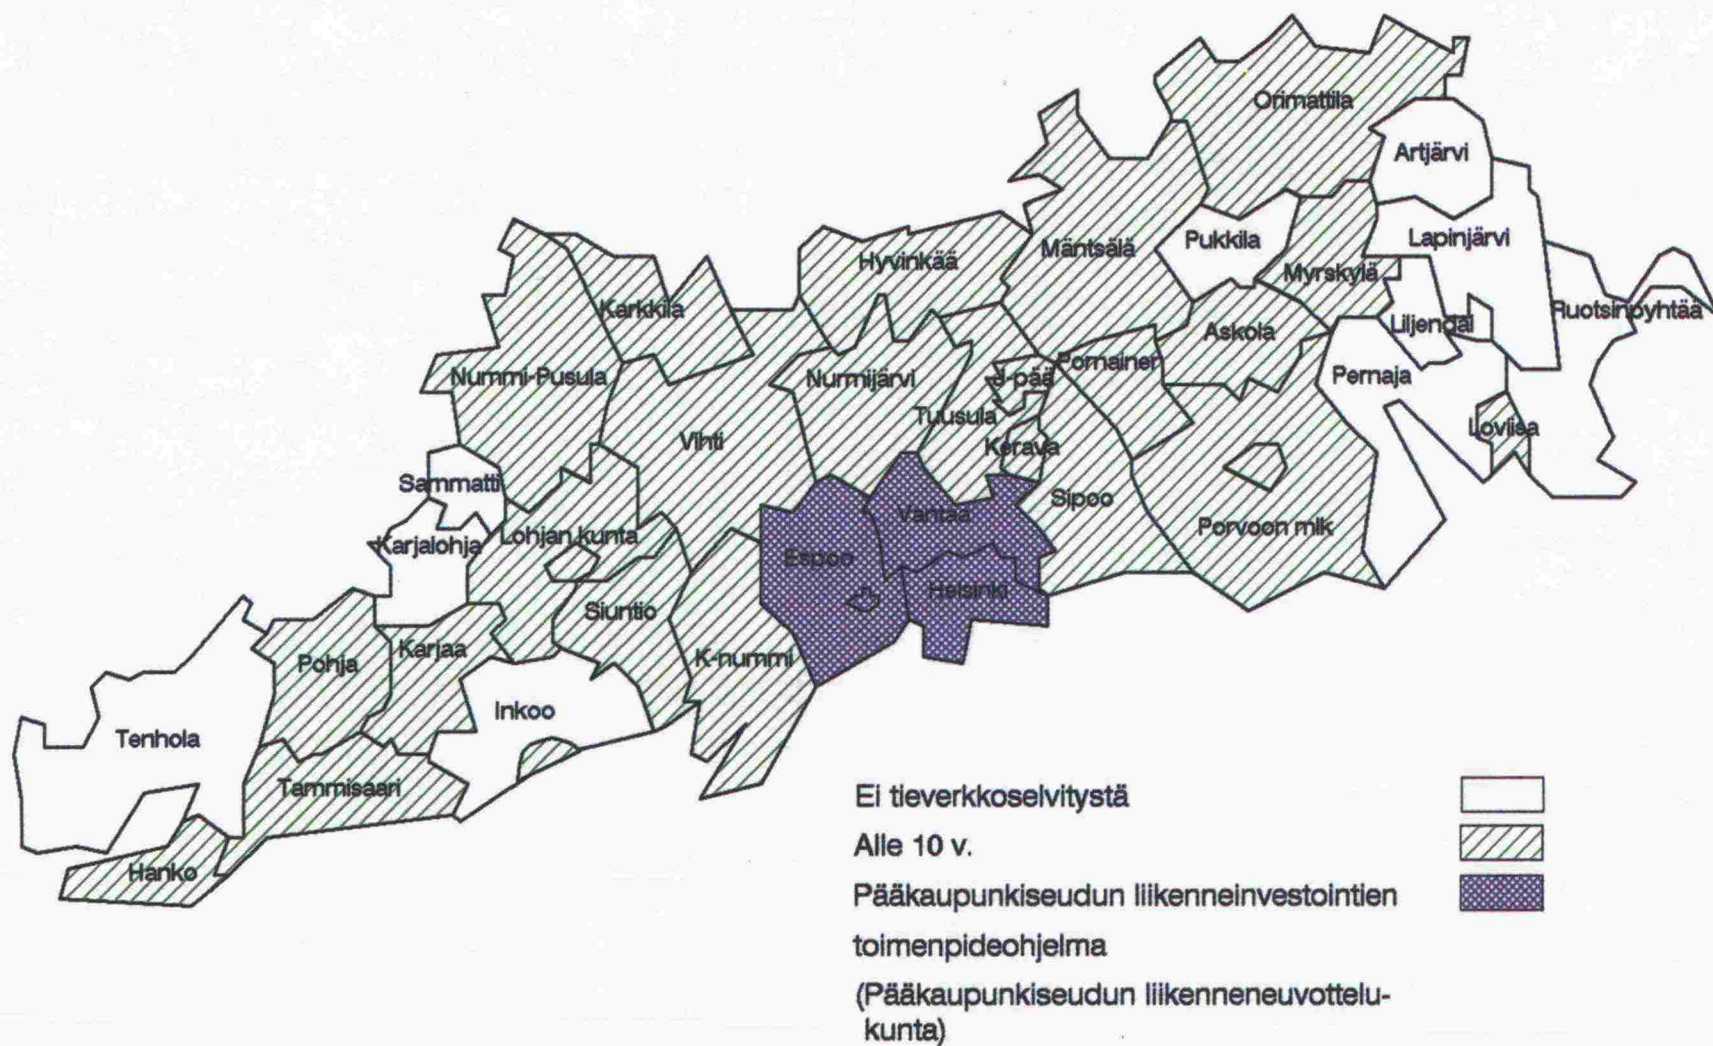 Orimattila
Artjärvi
Pukkila
Lapinjärvi
Mäntsälä
Hyvinkää
Myrskylä
Karkkila
Ruotsinpyhtää
Liljendal
Askola
Pornainen
Nummi-Pusula
Nurmijärvi
J-pää
Pernaja
Tuusula
Vihti
Kerava
Loviisa
Sammatti
Sipoo
Vantaa
Porvoon mlk
Karjalohja
Lohjan kunta
Espoo
Helsinki
Siuntio
Karjaa
Pohja
K-nummi
Inkoo
Tenhola
Tammisaari
Hanko
Ei tieverkkoselvitystä
Alle 10 v.
Pääkaupunkiseudun liikenneinvestointien
toimenpideohjelma
(Pääkaupunkiseudun liikenneneuvottelu-
kunta)